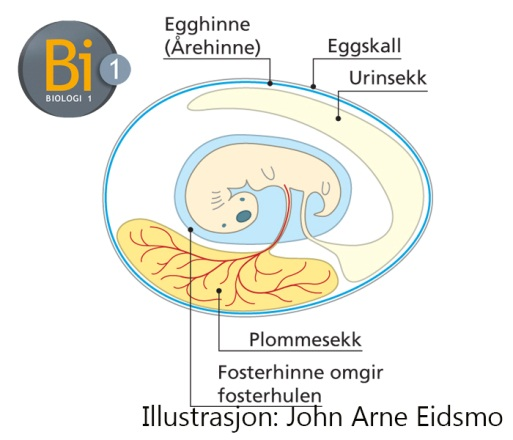 Bi 1
BIOLOGI 1
Egghinne
(Årehinne)
Eggskall
Urinsekk
Plommesekk
Fosterhinne omgir
fosterhulen
Illustrasjon: John Arne Eidsmo